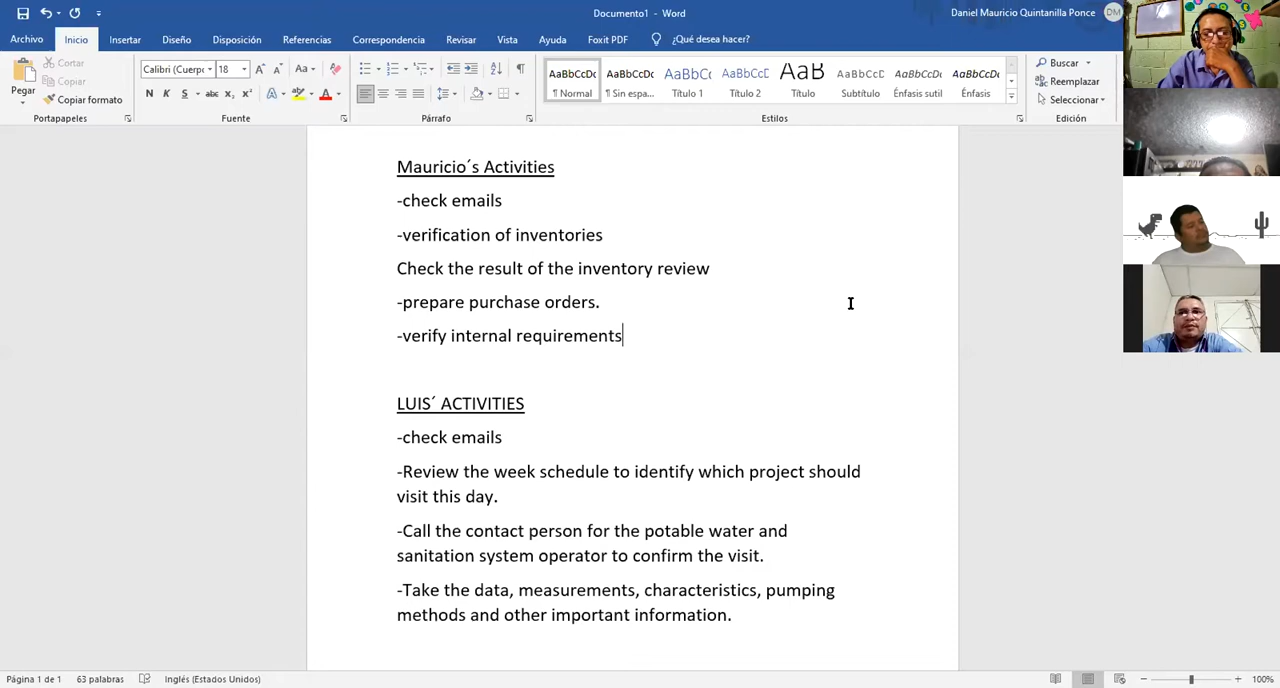 Documento1 - Word
Daniel Mauricio Quintanilla Ponce DM
Archivo Inicio Insertar Diseño Disposición Referencias Correspondencia Revisar Vista Ayuda Foxit PDF ¿Qué desea hacer?
Pegar
Cortar
Copiar
Copiar formato
Portapapeles
Calibri (Cuerpo 18
N K S abc x₂ x²
Fuente
Párrafo
AaBbCcDc AaBbCcDc AaBbCc AaBbCcD AaB AaBbCcD AaBbCcDc AaBbCcDc
¶ Normal ¶ Sin espa... Título 1 Título 2 Título Subtítulo Énfasis sutil Énfasis
Estilos
Buscar
Reemplazar
Seleccionar
Edición
Mauricio´s Activities
-check emails
-verification of inventories
Check the result of the inventory review
-prepare purchase orders.
-verify internal requirements
LUIS´ ACTIVITIES
-check emails
-Review the week schedule to identify which project should
visit this day.
-Call the contact person for the potable water and
sanitation system operator to confirm the visit.
-Take the data, measurements, characteristics, pumping
methods and other important information.
Página 1 de 1 63 palabras Inglés (Estados Unidos) 100%